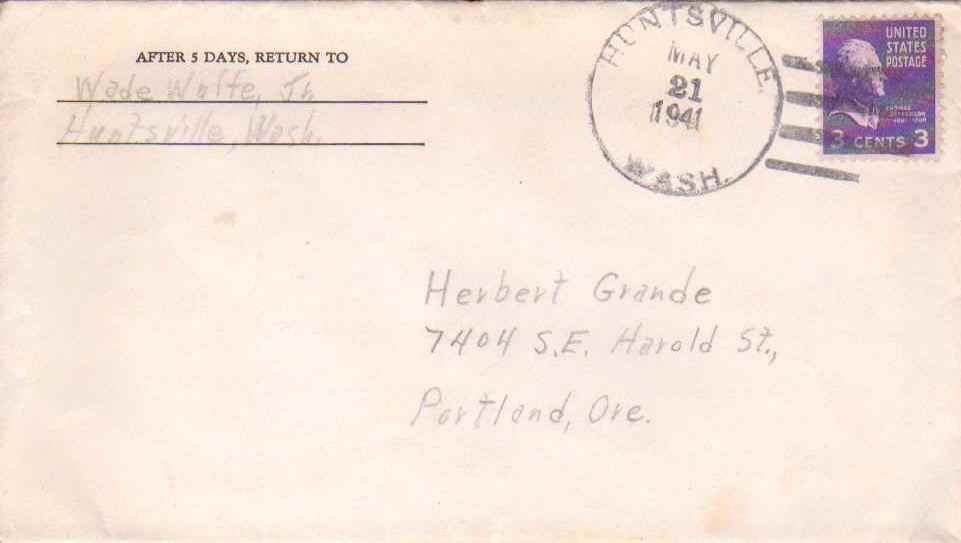 AFTER 5 DAYS, RETURN TO
Wade Wolfe, Jr
Huntsville, Wash.
HUNTSVILLE
MAY
21
1941
WASH.
UNITED
STATES
POSTAGE
3 CENTS 3
Herbert Grande
7404 S.E. Harold St.,
Portland, Ore.